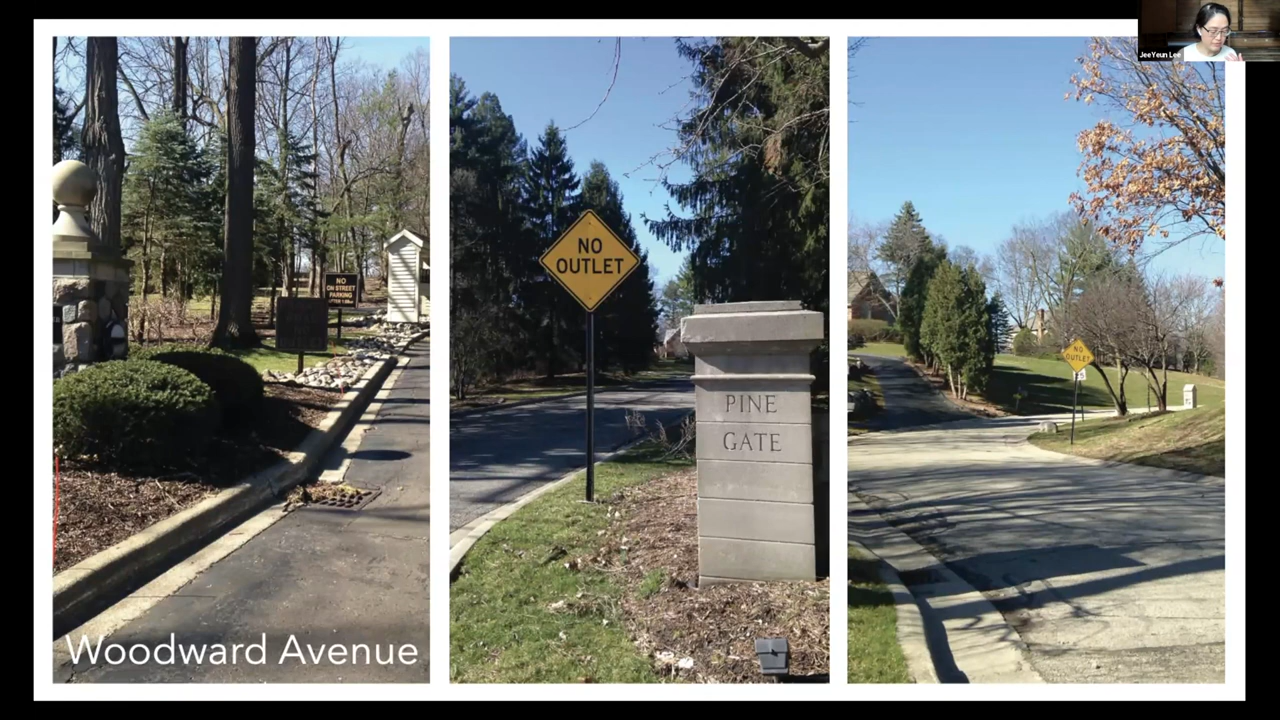 JeeYeun Lee
NO
ON STREET
PARKING
Woodward Avenue
NO
OUTLET
PINE
GATE
NO
OUTLET